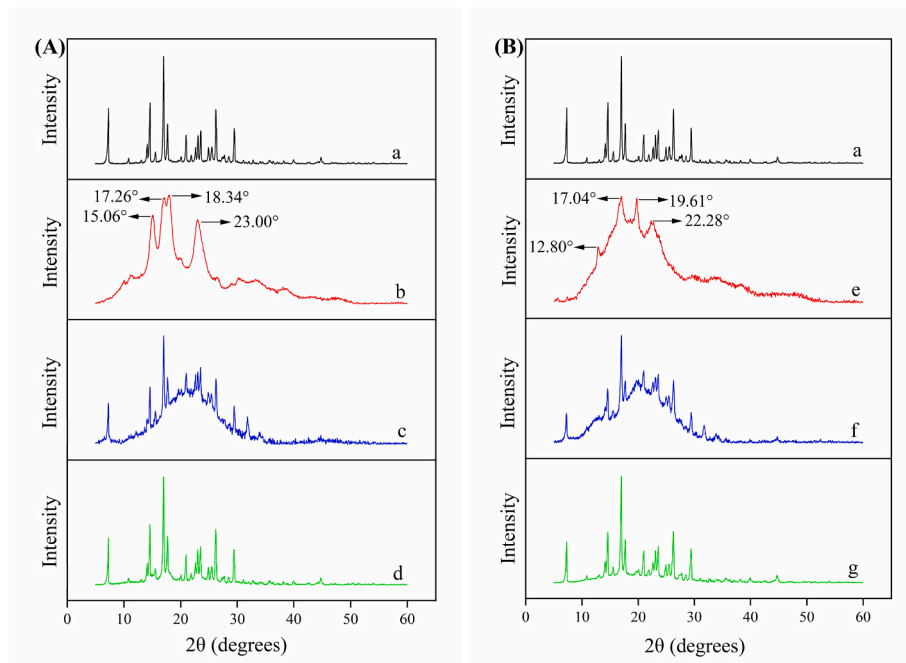 (A)
Intensity
a
17.26°
18.34°
15.06°
23.00°
Intensity
b
Intensity
c
Intensity
d
0 10 20 30 40 50 60
2θ (degrees)
(B)
Intensity
a
17.04°
19.61°
22.28°
12.80°
Intensity
e
Intensity
f
Intensity
g
0 10 20 30 40 50 60
2θ (degrees)